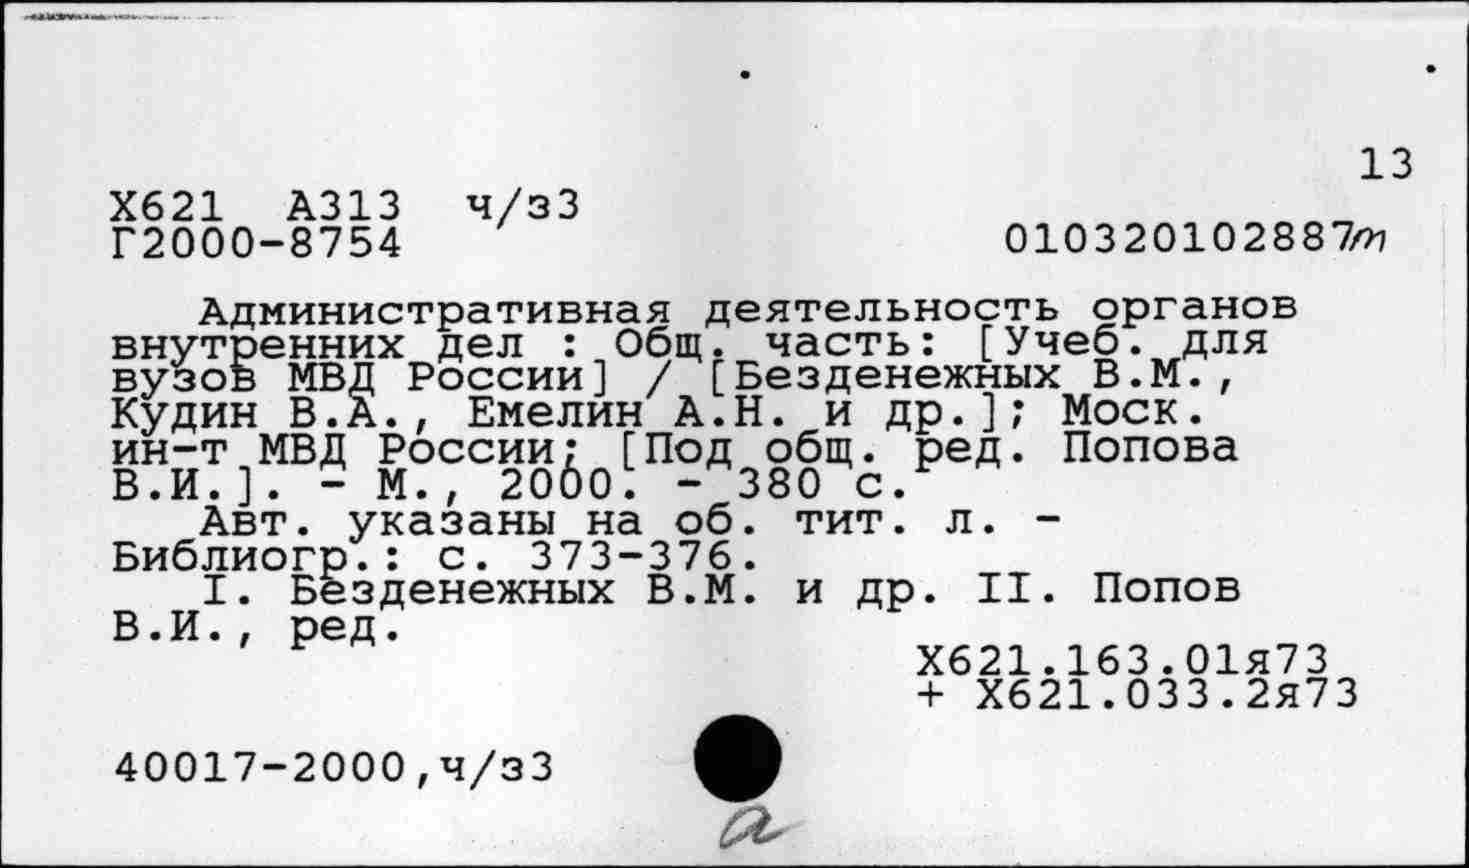 13
Х621 А313 ч/з3
Г2000-8754 010320102887m
Административная деятельность органов
внутренних дел : Общ. часть: [Учеб. для
вузов МВД России] / [Безденежных В.М.,
Кудин В.А., Емелин А.Н. и др.]; Моск.
ин-т МВД России; [Под общ. ред. Попова
В.И.]. - М., 2000. - 380 с.
Авт. указаны на об. тит. л. -
Библиогр.: с. 373-376.
I. Безденежных В.М. и др. II. Попов
В.И., ред.
Х621.163.01я73
+ Х621.033.2я73
40017-2000,ч/з3
а